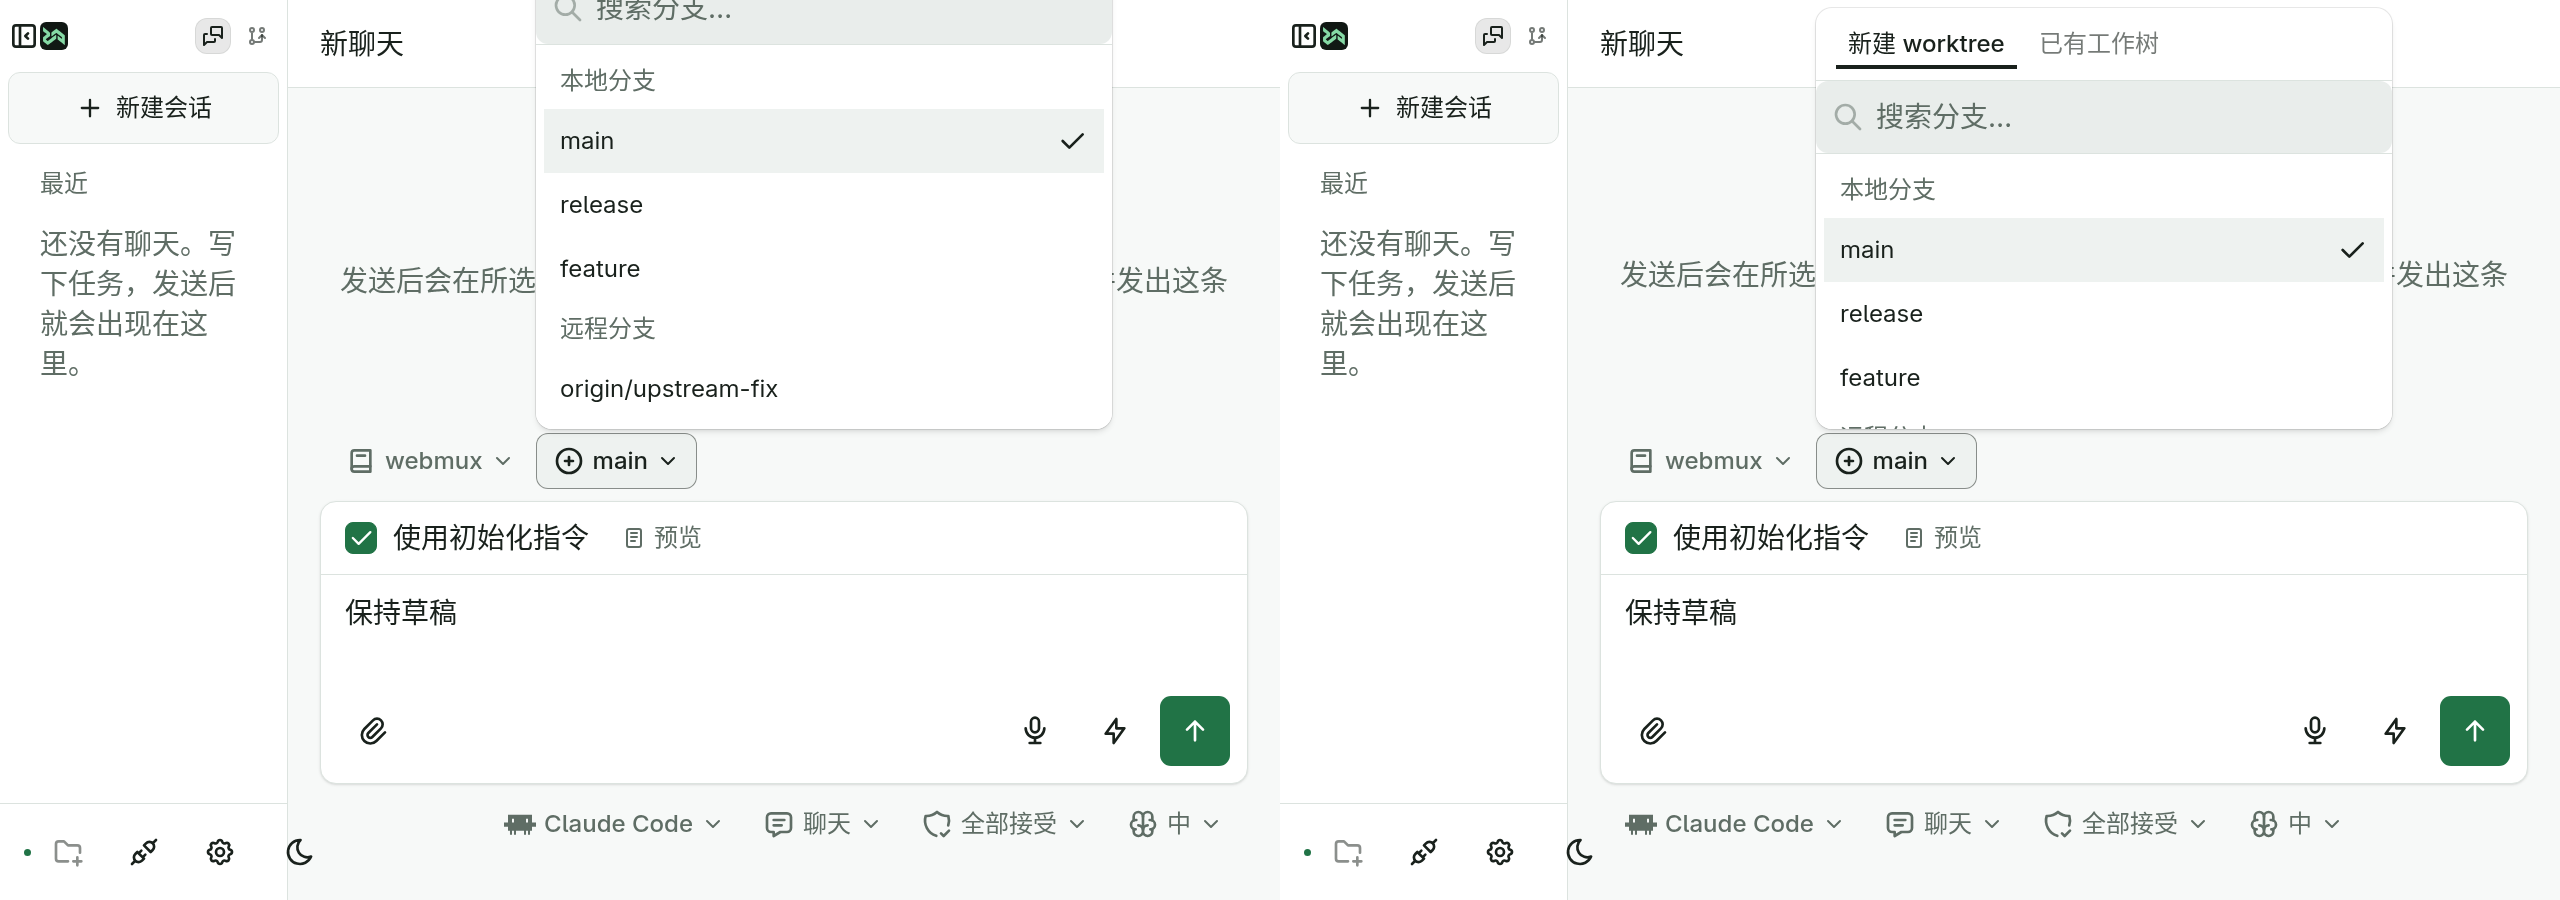 新聊天
新建会话
最近
还没有聊天。写
下任务，发送后
就会出现在这
里。
搜索分支...
本地分支
main
release
feature
远程分支
origin/upstream-fix
发送后会在所选
发出这条
webmux
main
使用初始化指令
预览
保持草稿
Claude Code
聊天
全部接受
中
新聊天
新建会话
最近
还没有聊天。写
下任务，发送后
就会出现在这
里。
新建 worktree
已有工作树
搜索分支...
本地分支
main
release
feature
发送后会在所选
发出这条
webmux
main
使用初始化指令
预览
保持草稿
Claude Code
聊天
全部接受
中